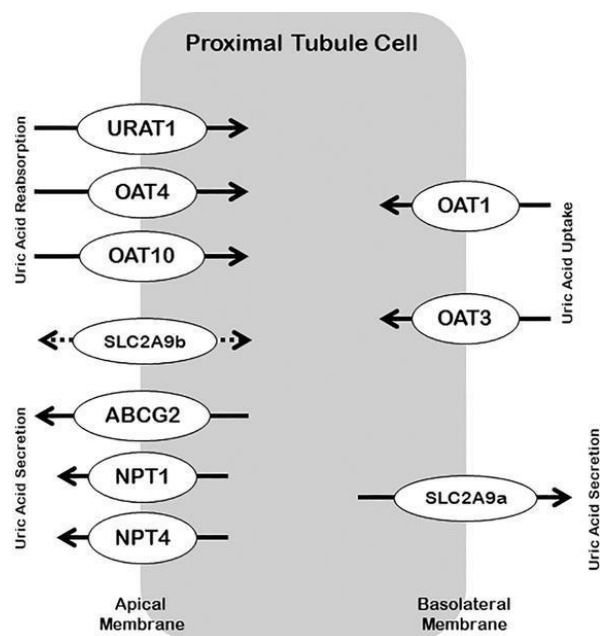 Proximal Tubule Cell
Uric Acid Reabsorption
URAT1
OAT4
OAT10
SLC2A9b
Uric Acid Secretion
ABCG2
NPT1
NPT4
OAT1
OAT3
Uric Acid Uptake
SLC2A9a
Uric Acid Secretion
Apical
Membrane
Basolateral
Membrane